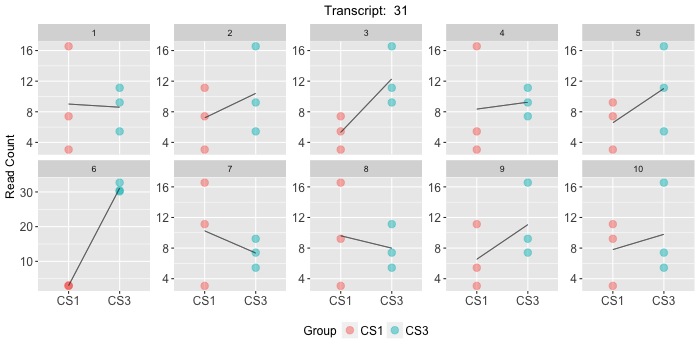 Transcript: 31
1 2 3 4 5
16 16 16 16 16
12 12 12 12 12
8 8 8 8 8
4 4 4 4 4
Read Count
6 7 8 9 10
30 16 16 16 16
20 12 12 12 12
10 8 8 8 8
4 4 4 4
CS1 CS3 CS1 CS3 CS1 CS3 CS1 CS3 CS1 CS3
Group CS1 CS3